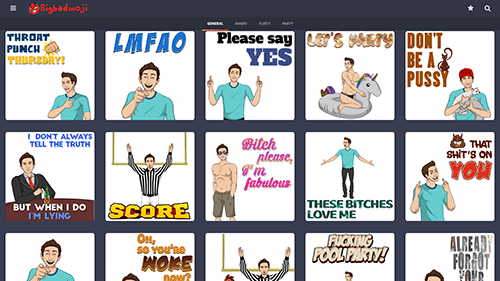 Bigbadmoji
GENERAL ANGRY FLIRTY PARTY
THROAT
PUNCH
THURSDAY!
LMFAO
Please say
YES
LET'S PARTY
DON'T
BE A
PUSSY
I DON'T ALWAYS
TELL THE TRUTH
BUT WHEN I DO
I'M LYING
SCORE
Bitch
please,
I'm
fabulous
THESE BITCHES
LOVE ME
THAT
SHIT'S ON
YOU
Oh,
so you're
WOKE
now?
FUCKING
POOL PARTY!
ALREADY
FORGOT
YOUR